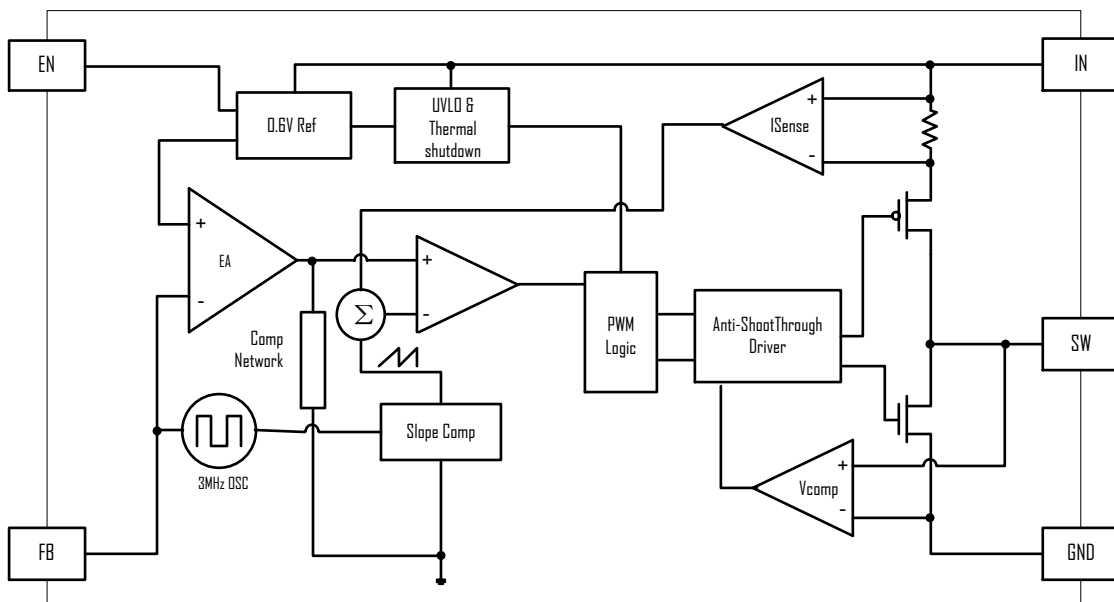 EN
IN
0.6V Ref
UVLO &
Thermal
shutdown
+
ISense
-
+
EA
-
+
-
Σ
Comp
Network
PWM
Logic
Anti-ShootThrough
Driver
SW
Slope Comp
3MHz OSC
+
Vcomp
-
FB
GND